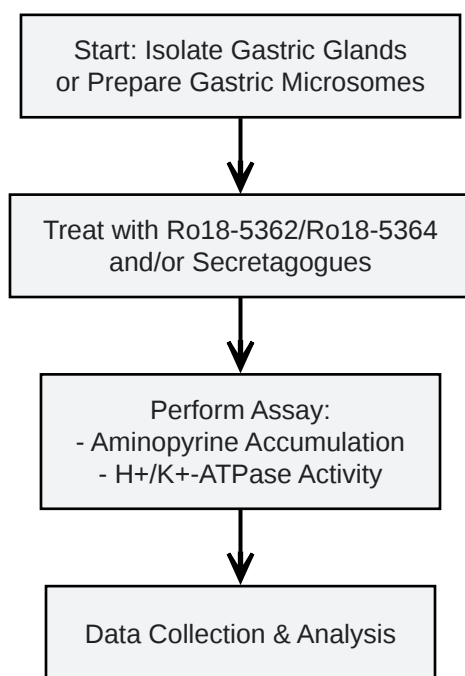 Start: Isolate Gastric Glands
or Prepare Gastric Microsomes
Treat with Ro18-5362/Ro18-5364
and/or Secretagogues
Perform Assay:
- Aminopyrine Accumulation
- H+/K+-ATPase Activity
Data Collection & Analysis